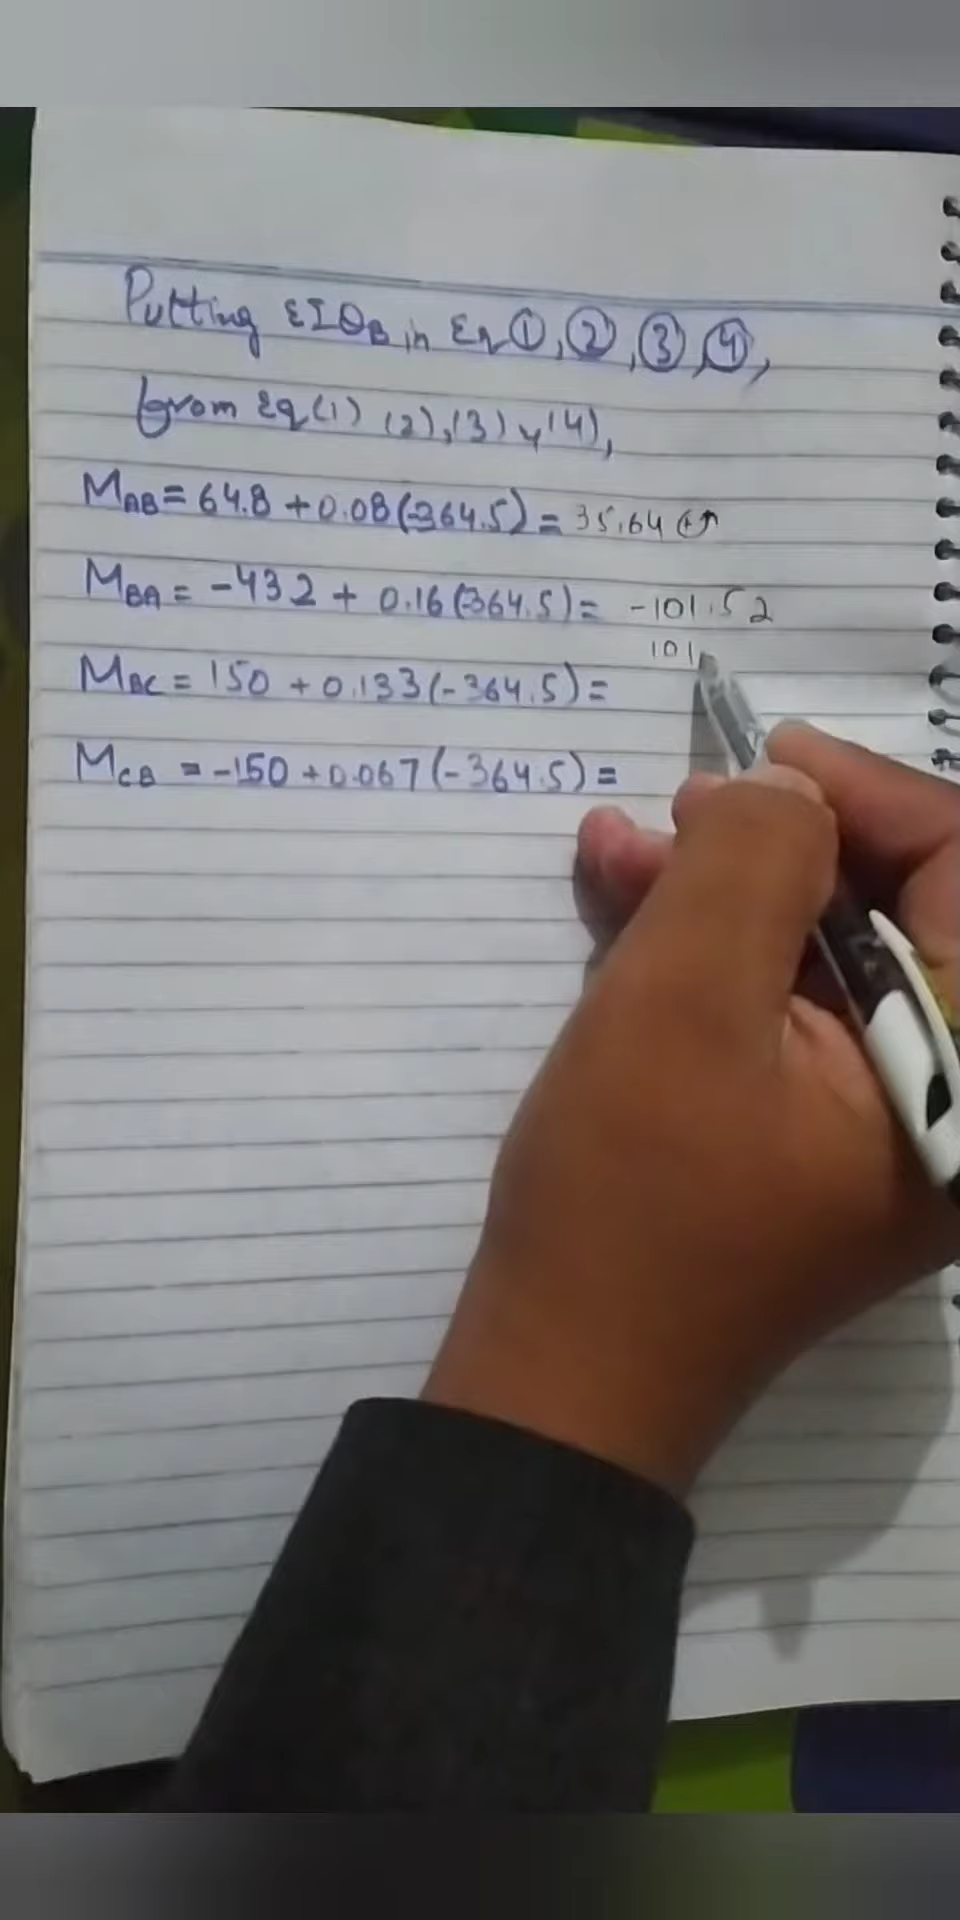 Putting EIθB in Eq ①, ②, ③, ④,
from Eq(1) (2), (3) y (4),
MAB = 64.8 + 0.08(-364.5) = 35.64
MBA = -432 + 0.16(-364.5) = -101.52
101
MBC = 150 + 0.133(-364.5) =
MCB = -150 + 0.067(-364.5) =